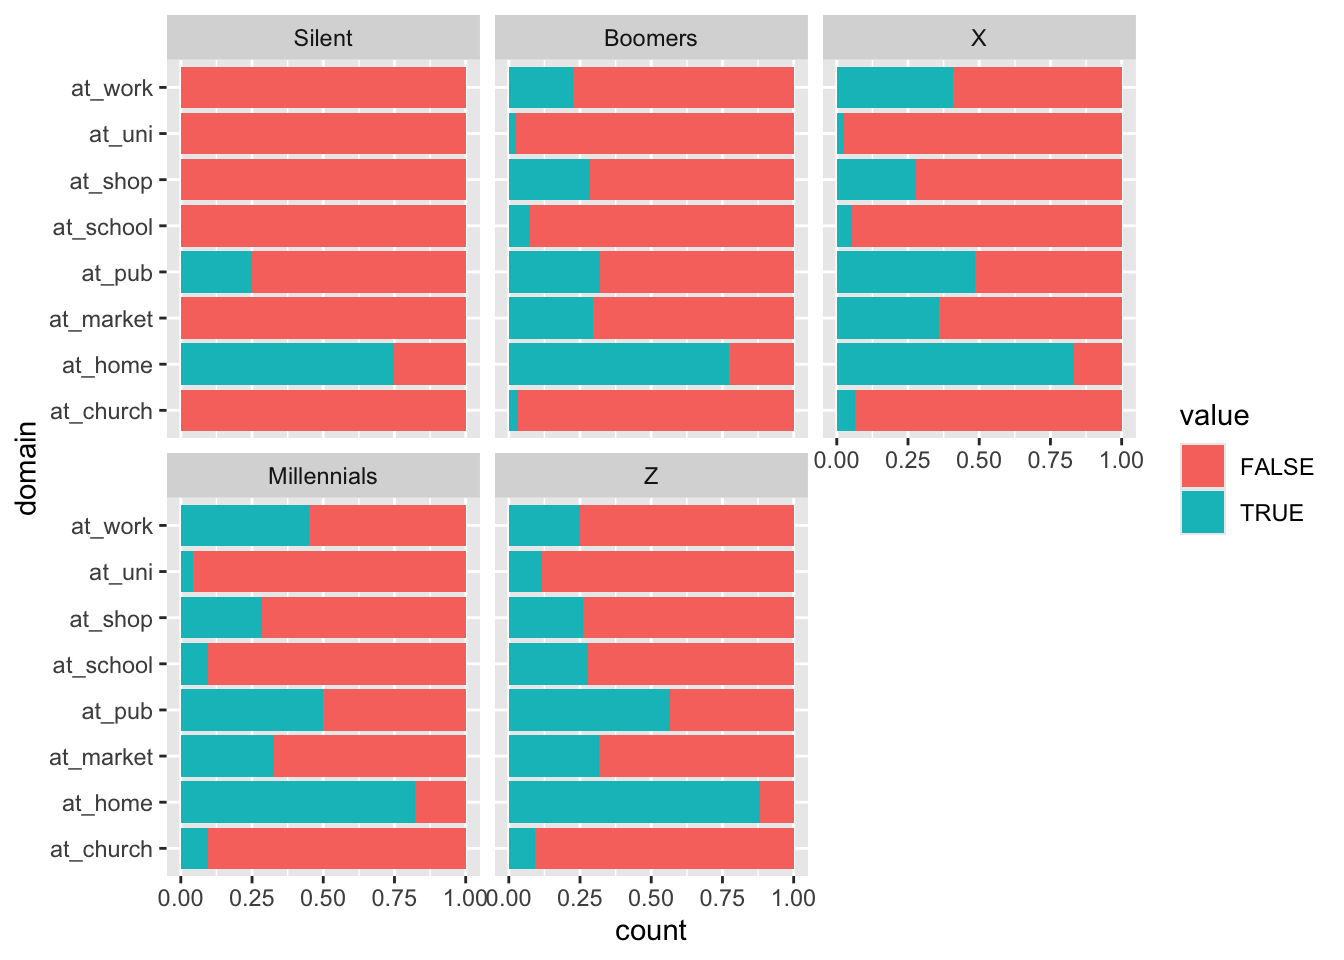 Silent Boomers X
at_work
at_uni
at_shop
at_school
at_pub
at_market
at_home
at_church
0.00 0.25 0.50 0.75 1.00
Millennials Z
at_work
at_uni
at_shop
at_school
at_pub
at_market
at_home
at_church
0.00 0.25 0.50 0.75 1.00 0.00 0.25 0.50 0.75 1.00
count
domain
value
FALSE
TRUE